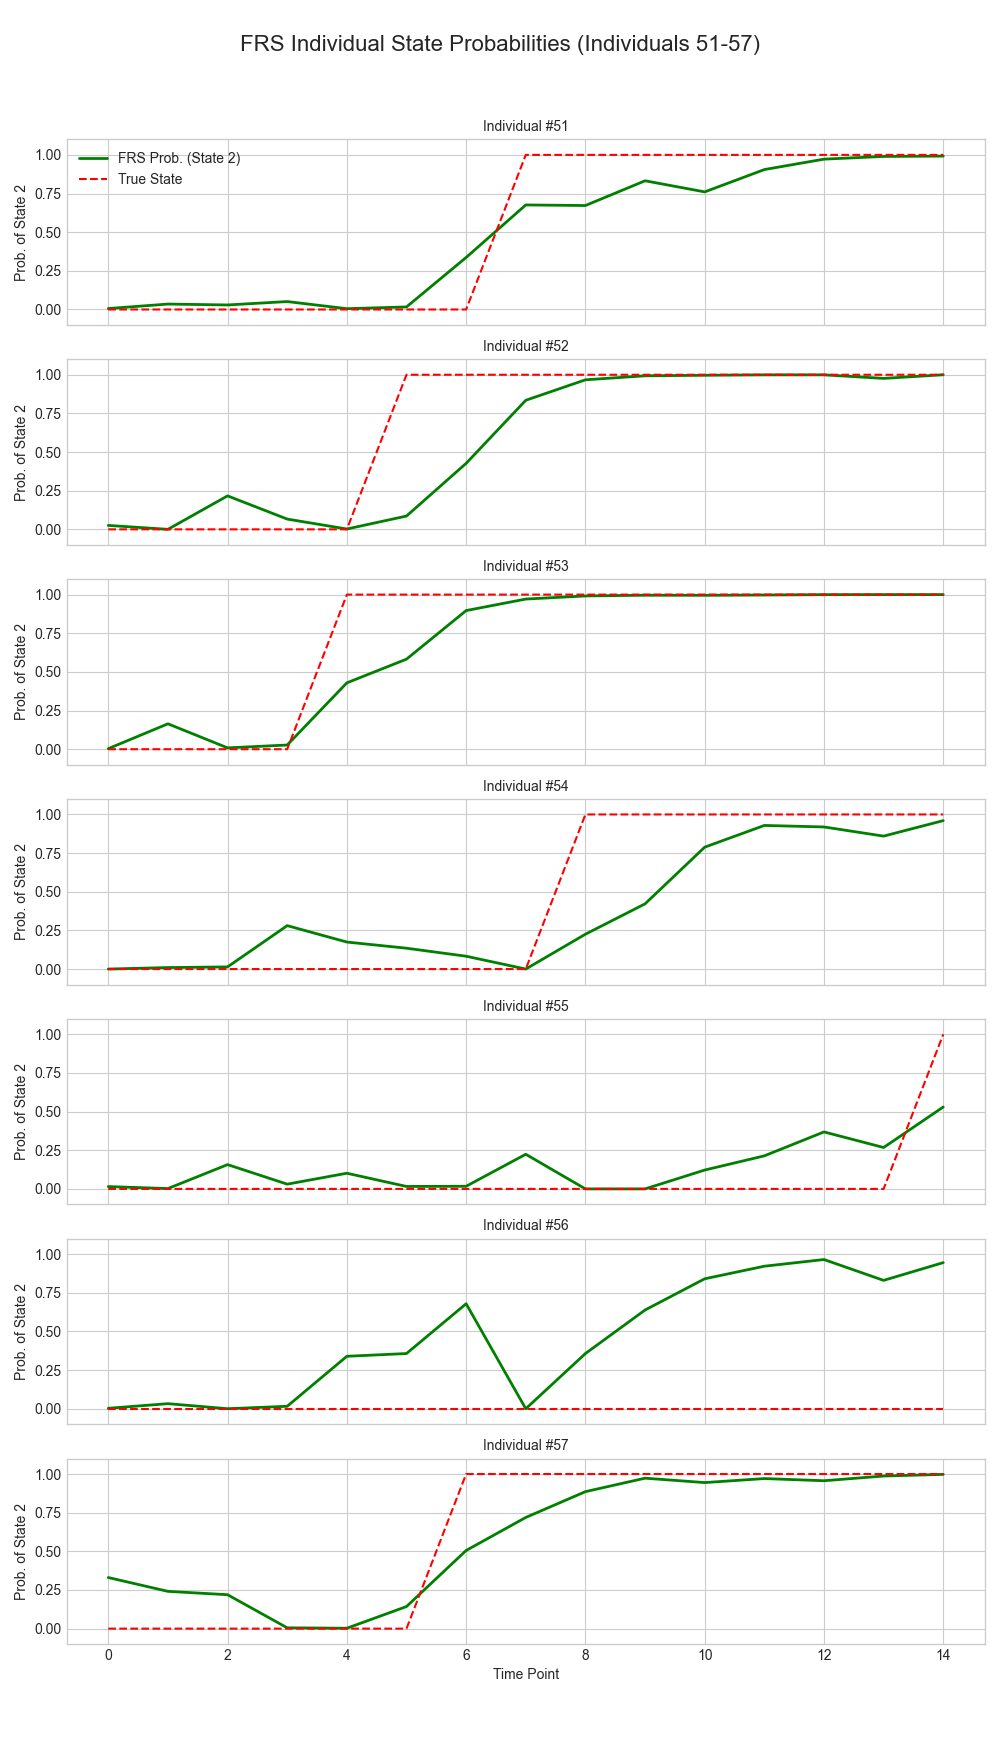 FRS Individual State Probabilities (Individuals 51-57)
Individual #51
FRS Prob. (State 2)
True State
1.00
0.75
0.50
0.25
0.00
Prob. of State 2
Individual #52
1.00
0.75
0.50
0.25
0.00
Prob. of State 2
Individual #53
1.00
0.75
0.50
0.25
0.00
Prob. of State 2
Individual #54
1.00
0.75
0.50
0.25
0.00
Prob. of State 2
Individual #55
1.00
0.75
0.50
0.25
0.00
Prob. of State 2
Individual #56
1.00
0.75
0.50
0.25
0.00
Prob. of State 2
Individual #57
1.00
0.75
0.50
0.25
0.00
Prob. of State 2
0 2 4 6 8 10 12 14
Time Point